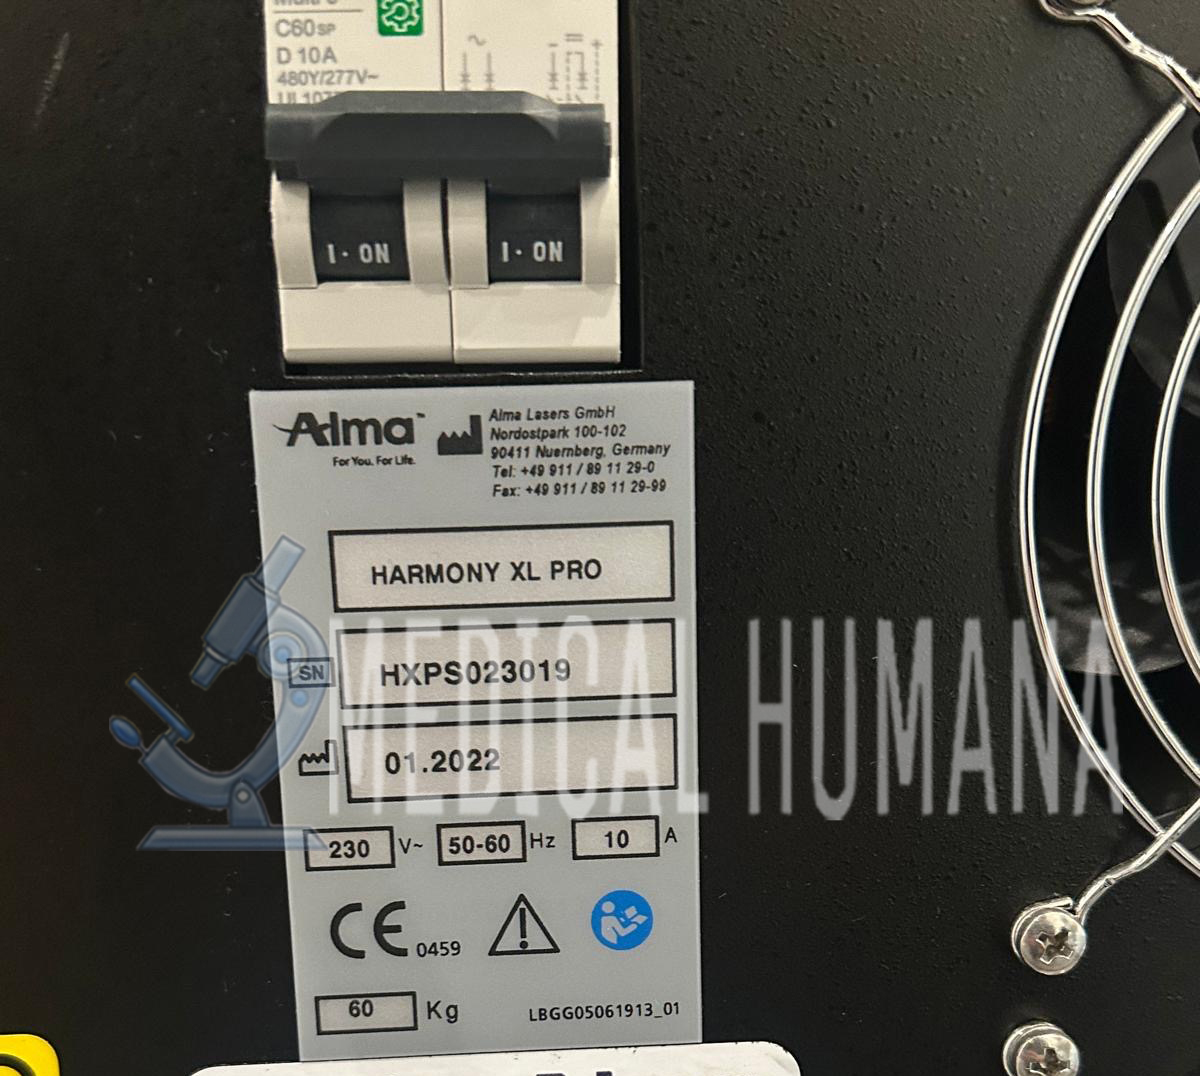 C60SP
D 10A
480Y/277V~
I · ON
I · ON
Alma™
For You. For Life.
Alma Lasers GmbH
Nordostpark 100-102
90411 Nuernberg, Germany
Tel: +49 911 / 89 11 29-0
Fax: +49 911 / 89 11 29-99
HARMONY XL PRO
SN HXPS023019
MEDICAL HUMANA
01.2022
230 V~ 50-60 Hz 10 A
CE 0459
60 Kg
LBGG05061913_01